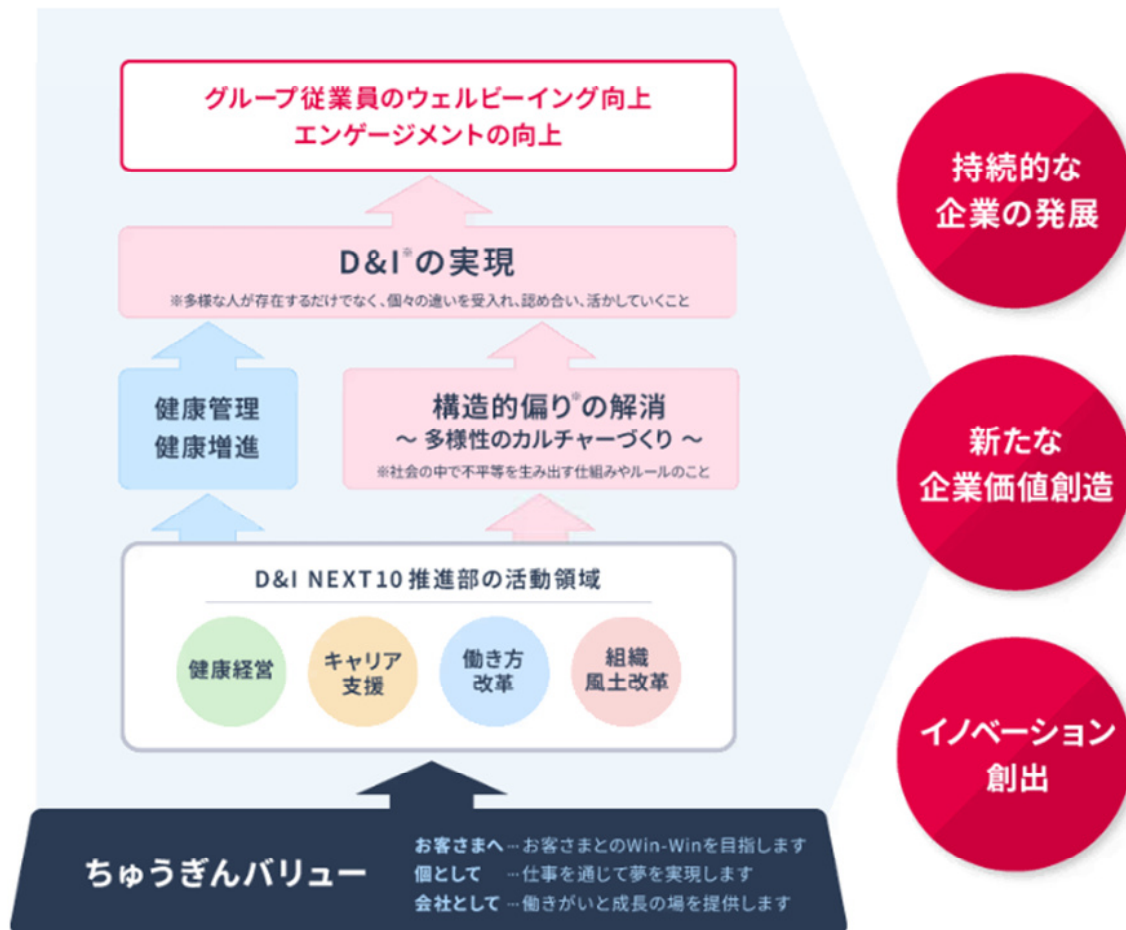 グループ従業員のウェルビーイング向上
エンゲージメントの向上
D&I※の実現
※多様な人が存在するだけでなく、個々の違いを受入れ、認め合い、活かしていくこと
健康管理
健康増進
構造的偏り※の解消
～ 多様性のカルチャーづくり ～
※社会の中で不平等を生み出す仕組みやルールのこと
D&I NEXT10 推進部の活動領域
健康経営
キャリア
支援
働き方
改革
組織
風土改革
ちゅうぎんバリュー
お客さまへ…お客さまとのWin-Winを目指します
個として …仕事を通じて夢を実現します
会社として …働きがいと成長の場を提供します
持続的な
企業の発展
新たな
企業価値創造
イノベーション
創出